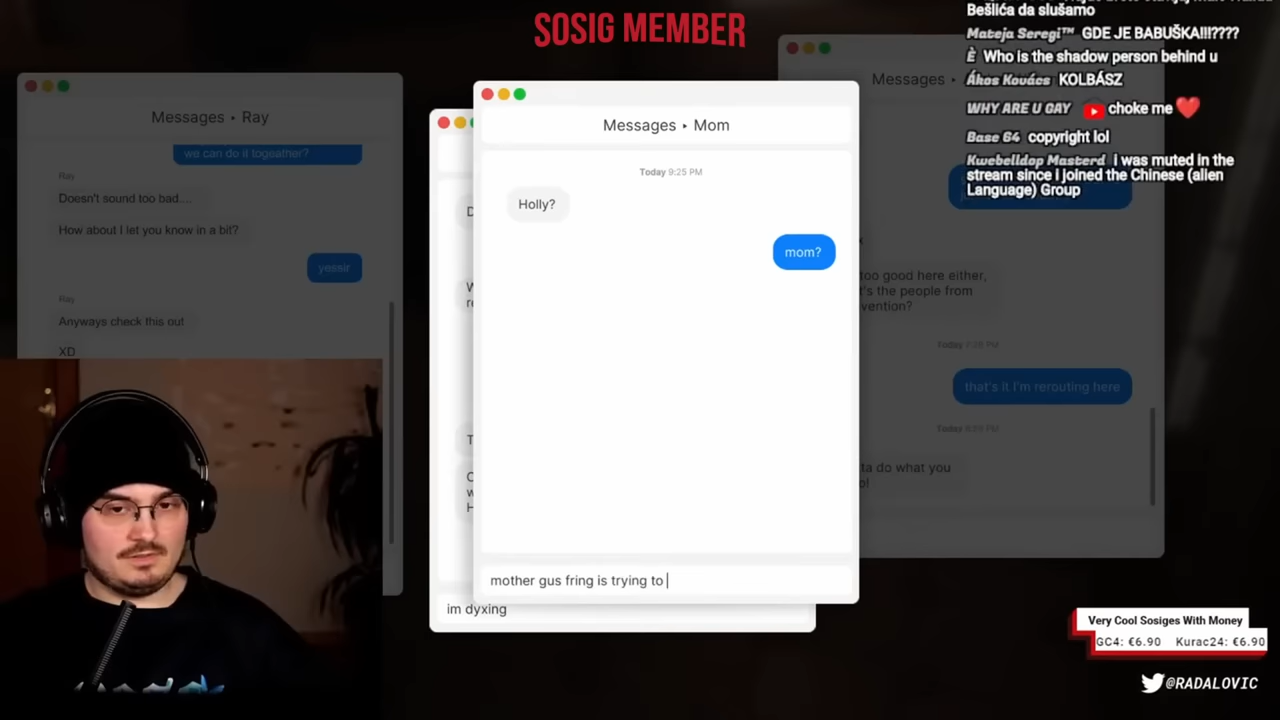 SOSIG MEMBER
Bešlića da slušamo
Mateja Seregi™ GDE JE BABUŠKA!!!????
È Who is the shadow person behind u
Ákos Kovács KOLBÁSZ
WHY ARE U GAY choke me
Base 64 copyright lol
Kwebelldop Masterd i was muted in the
stream since i joined the Chinese (alien
Language) Group
Messages ‣ Ray
we can do it togeather?
Ray
Doesn't sound too bad....
How about I let you know in a bit?
yessir
Ray
Anyways check this out
XD
Messages ‣ Mom
Today 9:25 PM
Holly?
mom?
mother gus fring is trying to
im dyxing
Messages ‣
too good here either,
t's the people from
vention?
Today 7:28 PM
that's it I'm rerouting here
ta do what you
Very Cool Sosiges With Money
GC4: €6.90 Kurac24: €6.90
@RADALOVIC